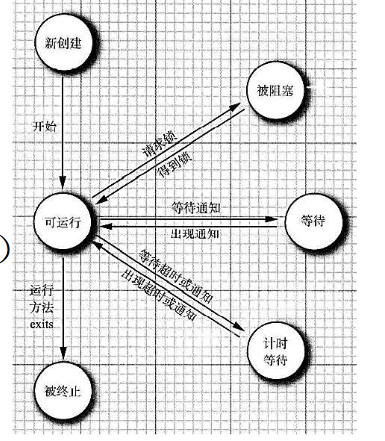 新创建
被阻塞
开始
请求锁
得到锁
可运行
等待通知
出现通知
等待
等待超时或通知
出现超时或通知
运行
方法
exits
计时
等待
被终止